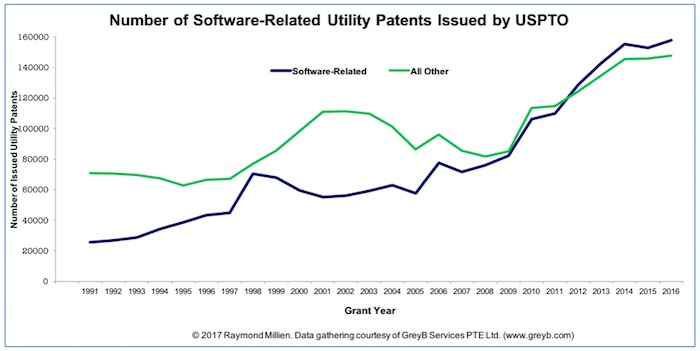 Number of Software-Related Utility Patents Issued by USPTO
160000
140000
120000
100000
80000
60000
40000
20000
0
Number of Issued Utility Patents
Software-Related
All Other
1991 1992 1993 1994 1995 1996 1997 1998 1999 2000 2001 2002 2003 2004 2005 2006 2007 2008 2009 2010 2011 2012 2013 2014 2015 2016
Grant Year
© 2017 Raymond Millien. Data gathering courtesy of GreyB Services PTE Ltd. (www.greyb.com)